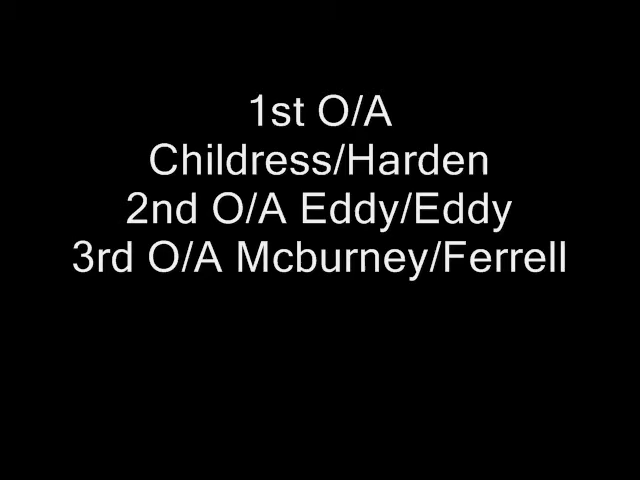 1st O/A
Childress/Harden
2nd O/A Eddy/Eddy
3rd O/A Mcburney/Ferrell